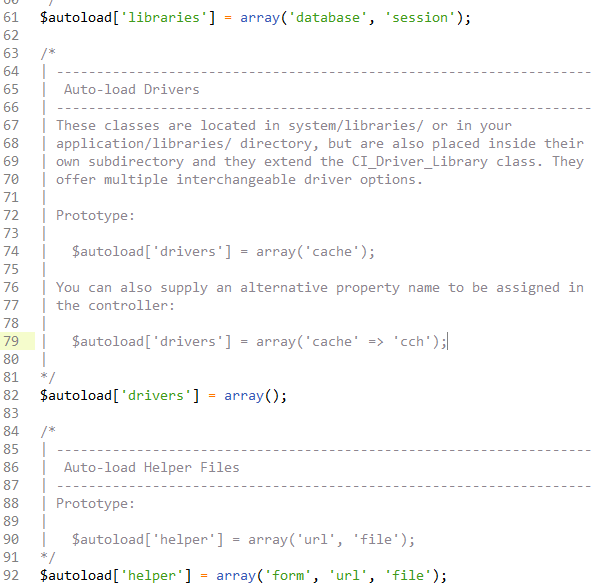 61 $autoload['libraries'] = array('database', 'session');
62
63 /*
64 | -------------------------------------------------------------------
65 |  Auto-load Drivers
66 | -------------------------------------------------------------------
67 | These classes are located in system/libraries/ or in your
68 | application/libraries/ directory, but are also placed inside their
69 | own subdirectory and they extend the CI_Driver_Library class. They
70 | offer multiple interchangeable driver options.
71 |
72 | Prototype:
73 |
74 |   $autoload['drivers'] = array('cache');
75 |
76 | You can also supply an alternative property name to be assigned in
77 | the controller:
78 |
79 |   $autoload['drivers'] = array('cache' => 'cch');
80 |
81 */
82 $autoload['drivers'] = array();
83
84 /*
85 | -------------------------------------------------------------------
86 |  Auto-load Helper Files
87 | -------------------------------------------------------------------
88 | Prototype:
89 |
90 |   $autoload['helper'] = array('url', 'file');
91 */
92 $autoload['helper'] = array('form', 'url', 'file');